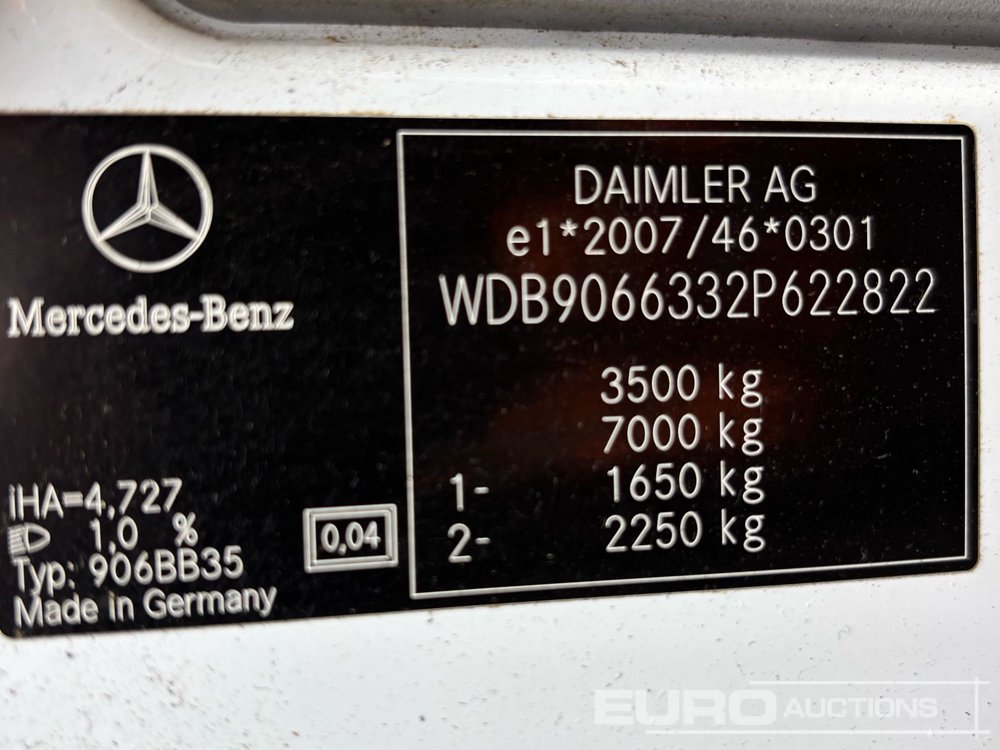 Mercedes-Benz
iHA=4,727
1,0 %
Typ: 906BB35
Made in Germany
0,04
DAIMLER AG
e1*2007/46*0301
WDB9066332P622822
3500 kg
7000 kg
1- 1650 kg
2- 2250 kg
EURO AUCTIONS